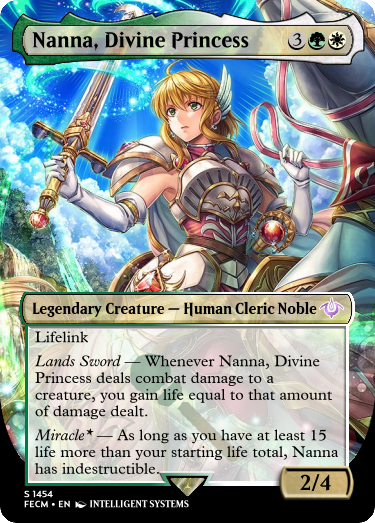 Nanna, Divine Princess 3
Legendary Creature — Human Cleric Noble
Lifelink
Lands Sword — Whenever Nanna, Divine
Princess deals combat damage to a
creature, you gain life equal to that amount
of damage dealt.
Miracle* — As long as you have at least 15
life more than your starting life total, Nanna
has indestructible.
2/4
S 1454
FECM • EN INTELLIGENT SYSTEMS